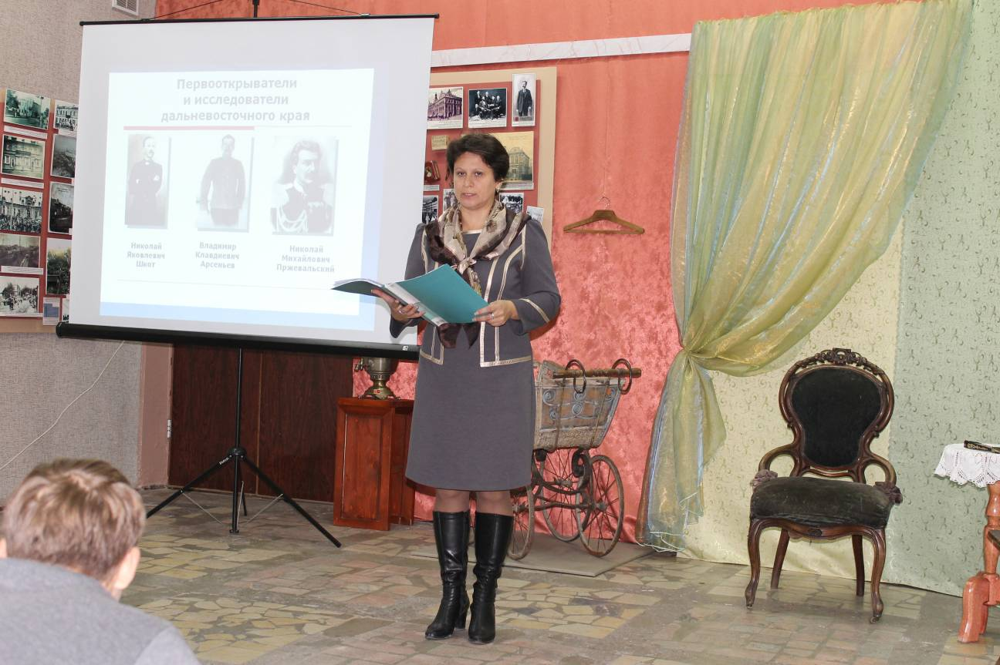 Первооткрыватели
и исследователи
дальневосточного края
Николай
Яковлевич
Шкот
Владимир
Клавдиевич
Арсеньев
Николай
Михайлович
Пржевальский